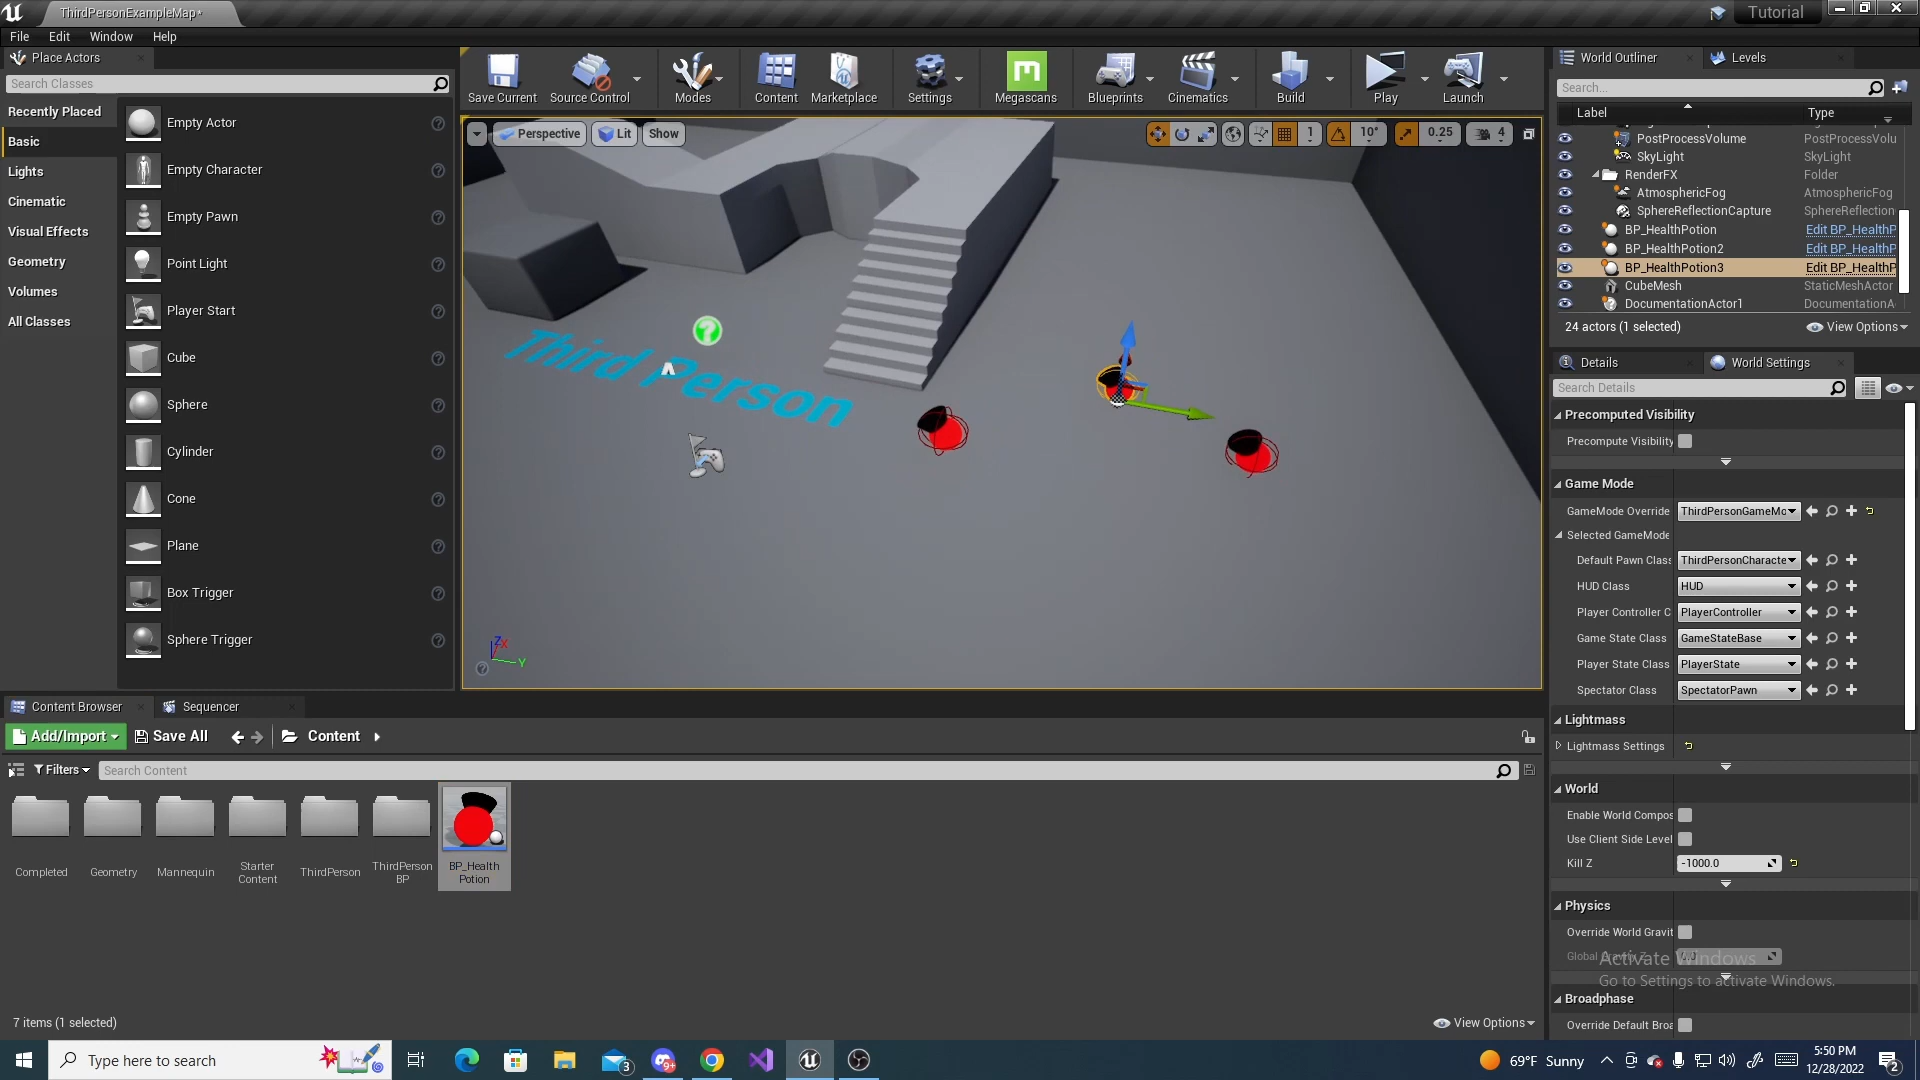 ThirdPersonExampleMap*
Tutorial
File Edit Window Help
Place Actors
Search Classes
Recently Placed
Basic
Lights
Cinematic
Visual Effects
Geometry
Volumes
All Classes
Empty Actor
Empty Character
Empty Pawn
Point Light
Player Start
Cube
Sphere
Cylinder
Cone
Plane
Box Trigger
Sphere Trigger
Save Current Source Control Modes Content Marketplace Settings Megascans Blueprints Cinematics Build Play Launch
Perspective Lit Show 1 10° 0.25 4
Third Person
Z X
Y
World Outliner Levels
Search...
Label Type
PostProcessVolume PostProcessVolu
SkyLight SkyLight
RenderFX Folder
AtmosphericFog AtmosphericFog
SphereReflectionCapture SphereReflection
BP_HealthPotion Edit BP_HealthP
BP_HealthPotion2 Edit BP_HealthP
BP_HealthPotion3 Edit BP_HealthP
CubeMesh StaticMeshActor
DocumentationActor1 DocumentationA
24 actors (1 selected) View Options
Details World Settings
Search Details
Precomputed Visibility
Precompute Visibility
Game Mode
GameMode Override ThirdPersonGameMo
Selected GameMode
Default Pawn Class ThirdPersonCharacte
HUD Class HUD
Player Controller C PlayerController
Game State Class GameStateBase
Player State Class PlayerState
Spectator Class SpectatorPawn
Lightmass
Lightmass Settings
World
Enable World Compos
Use Client Side Level
Kill Z -1000.0
Physics
Override World Gravit
Global Gravity Z
Activate Windows
Go to Settings to activate Windows.
Broadphase
Override Default Broa
Content Browser Sequencer
Add/Import Save All Content
Filters Search Content
Completed
Geometry
Mannequin
Starter
Content
ThirdPerson
ThirdPerson
BP
BP_Health
Potion
7 items (1 selected) View Options
Type here to search
3
9+
69°F Sunny
5:50 PM
12/28/2022
2